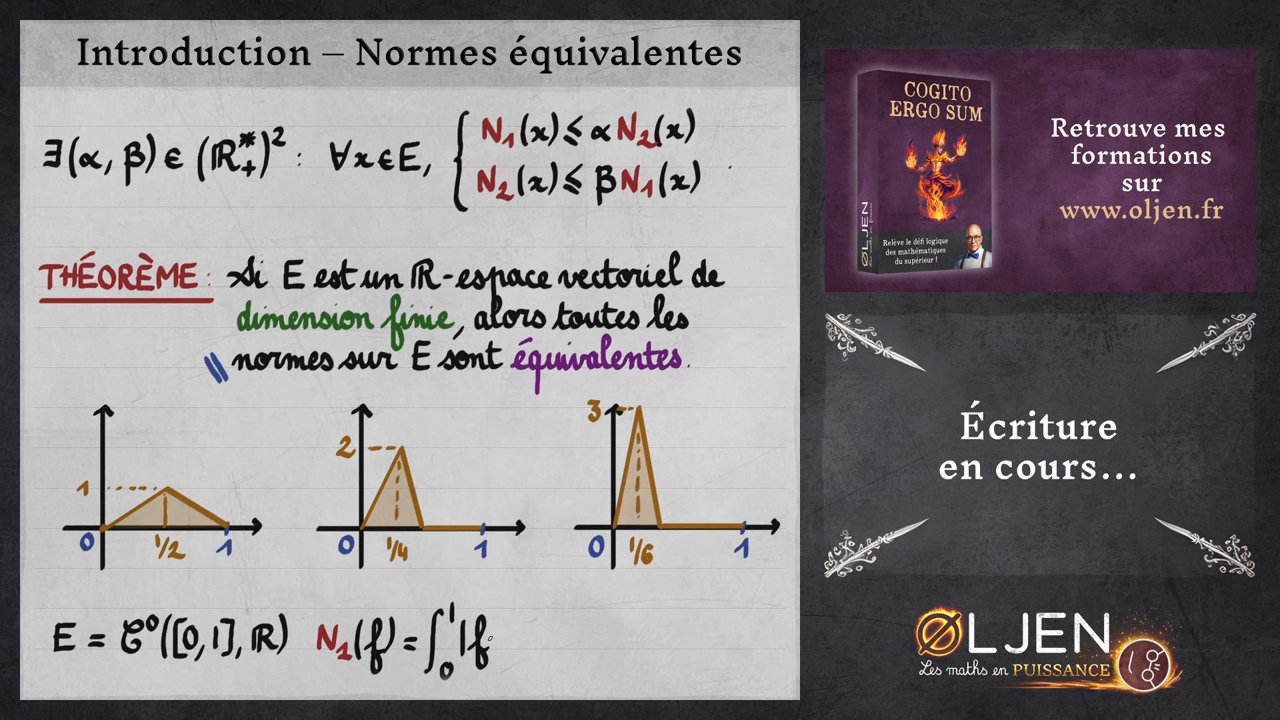 Introduction – Normes équivalentes
∃(α, β) ∈ (ℝ₊*)² : ∀x∈E, { N₁(x) ≤ α N₂(x)
N₂(x) ≤ β N₁(x)
THÉORÈME : Si E est un ℝ-espace vectoriel de
dimension finie, alors toutes les
normes sur E sont équivalentes.
1
0 1/2 1
2
0 1/4 1
3
0 1/6 1
E = 𝒞⁰([0,1], ℝ) N₁(f) = ∫₀¹ |f
COGITO
ERGO SUM
ØLJEN
Relève le défi logique
des mathématiques
du supérieur !
Retrouve mes
formations
sur
www.oljen.fr
Écriture
en cours...
ØLJEN
Les maths en PUISSANCE